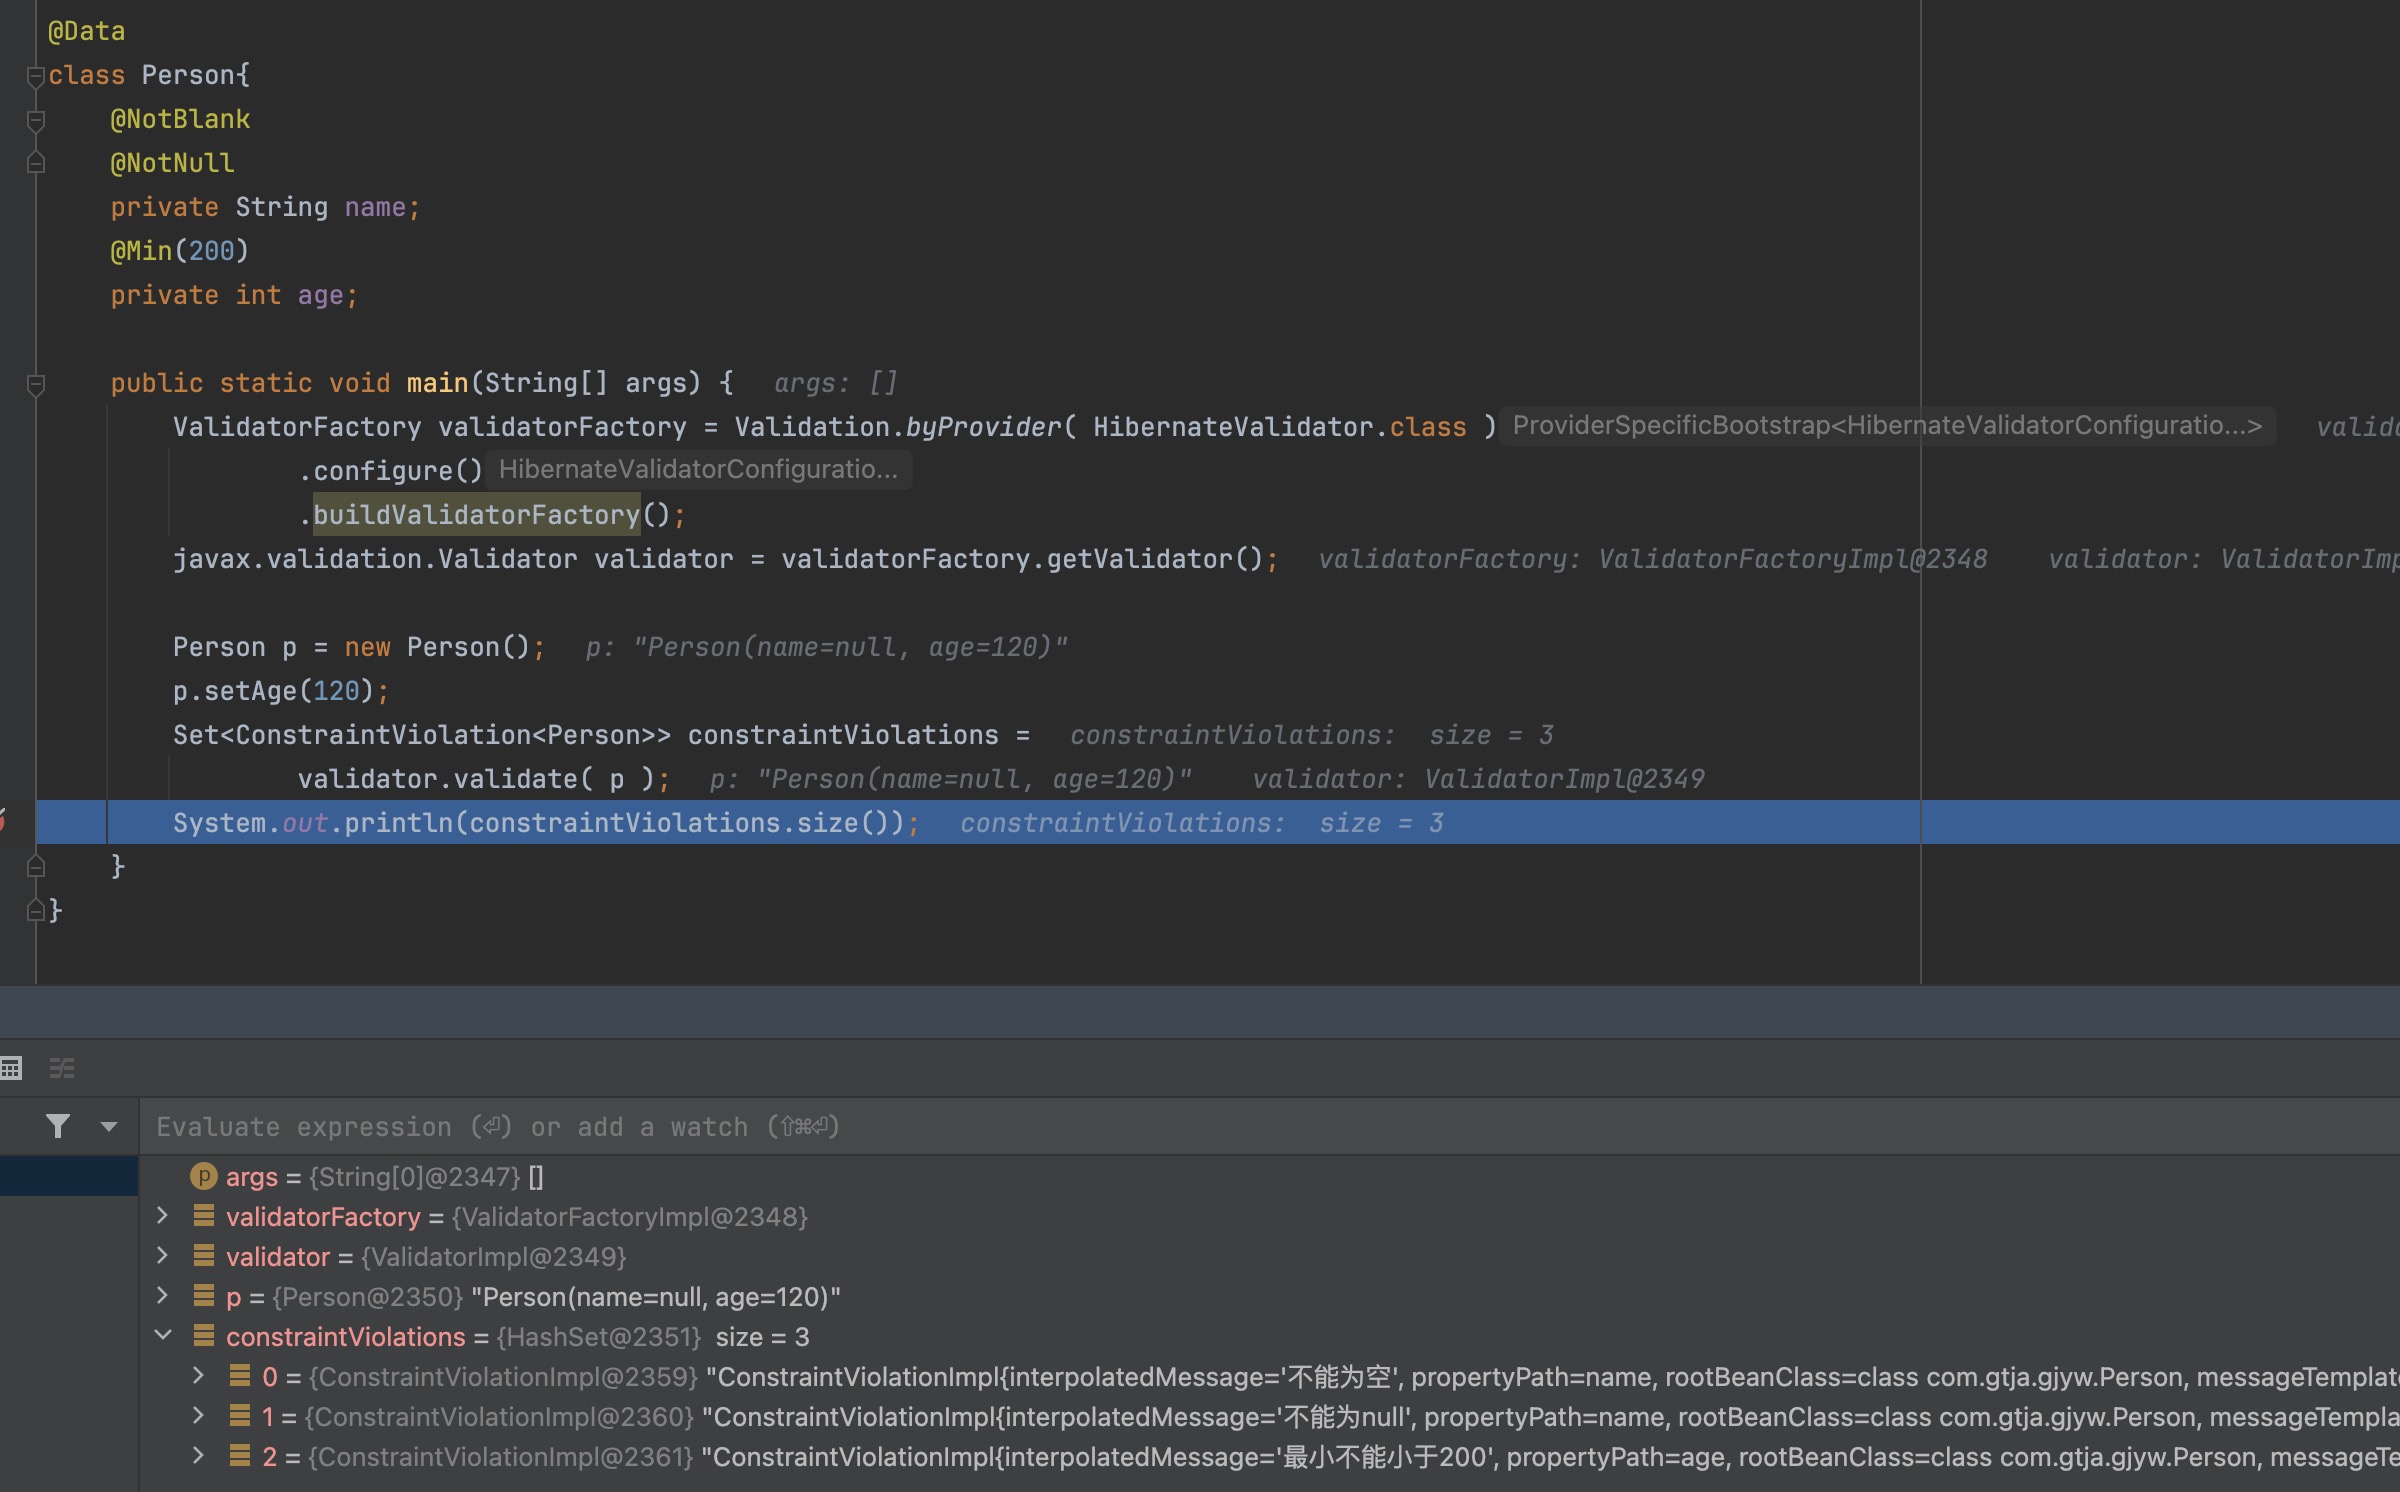 @Data
class Person{
@NotBlank
@NotNull
private String name;
@Min(200)
private int age;
public static void main(String[] args) { args: []
ValidatorFactory validatorFactory = Validation.byProvider( HibernateValidator.class ) ProviderSpecificBootstrap<HibernateValidatorConfiguratio...> valida
.configure() HibernateValidatorConfiguratio...
.buildValidatorFactory();
javax.validation.Validator validator = validatorFactory.getValidator(); validatorFactory: ValidatorFactoryImpl@2348 validator: ValidatorImp
Person p = new Person(); p: "Person(name=null, age=120)"
p.setAge(120);
Set<ConstraintViolation<Person>> constraintViolations = constraintViolations: size = 3
validator.validate( p ); p: "Person(name=null, age=120)" validator: ValidatorImpl@2349
System.out.println(constraintViolations.size()); constraintViolations: size = 3
}
}
Evaluate expression (⏎) or add a watch (⇧⌘⏎)
p args = {String[0]@2347} []
validatorFactory = {ValidatorFactoryImpl@2348}
validator = {ValidatorImpl@2349}
p = {Person@2350} "Person(name=null, age=120)"
constraintViolations = {HashSet@2351} size = 3
0 = {ConstraintViolationImpl@2359} "ConstraintViolationImpl{interpolatedMessage='不能为空', propertyPath=name, rootBeanClass=class com.gtja.gjyw.Person, messageTemplat
1 = {ConstraintViolationImpl@2360} "ConstraintViolationImpl{interpolatedMessage='不能为null', propertyPath=name, rootBeanClass=class com.gtja.gjyw.Person, messageTempla
2 = {ConstraintViolationImpl@2361} "ConstraintViolationImpl{interpolatedMessage='最小不能小于200', propertyPath=age, rootBeanClass=class com.gtja.gjyw.Person, messageTe